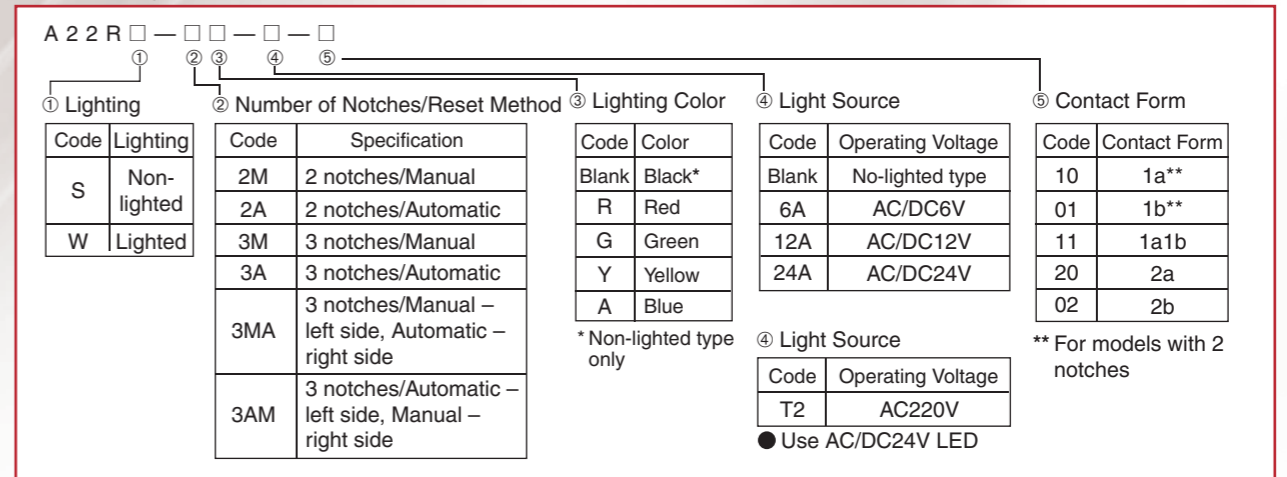 A 2 2 R □ — □ □ — □ — □
① ② ③ ④ ⑤
① Lighting
Code Lighting
S Non-
lighted
W Lighted
② Number of Notches/Reset Method
Code Specification
2M 2 notches/Manual
2A 2 notches/Automatic
3M 3 notches/Manual
3A 3 notches/Automatic
3MA 3 notches/Manual –
left side, Automatic –
right side
3AM 3 notches/Automatic –
left side, Manual –
right side
③ Lighting Color
Code Color
Blank Black*
R Red
G Green
Y Yellow
A Blue
* Non-lighted type
only
④ Light Source
Code Operating Voltage
Blank No-lighted type
6A AC/DC6V
12A AC/DC12V
24A AC/DC24V
④ Light Source
Code Operating Voltage
T2 AC220V
● Use AC/DC24V LED
⑤ Contact Form
Code Contact Form
10 1a**
01 1b**
11 1a1b
20 2a
02 2b
** For models with 2
notches